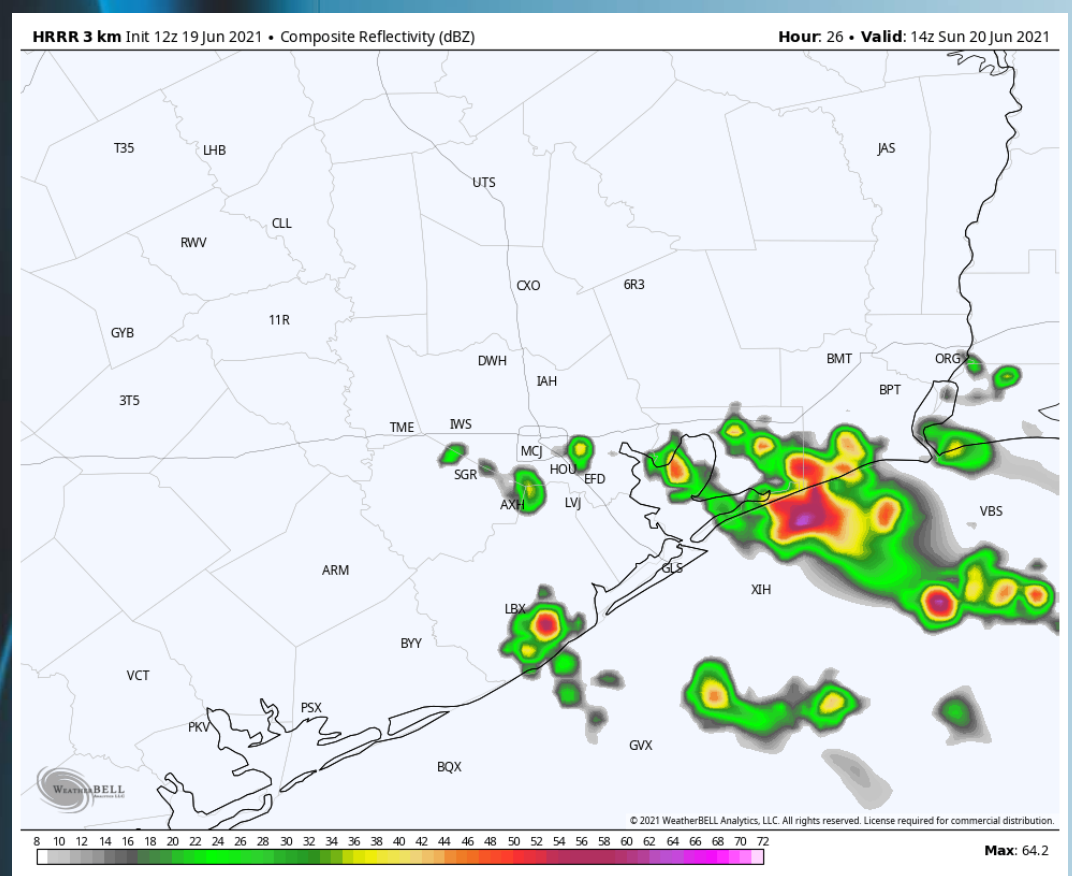 HRRR 3 km Init 12z 19 Jun 2021 • Composite Reflectivity (dBZ)
Hour: 26 • Valid: 14z Sun 20 Jun 2021
T35
LHB
JAS
UTS
CLL
RWV
CXO
6R3
11R
GYB
DWH
BMT
ORG
IAH
BPT
3T5
TME
IWS
MCJ
HOU
SGR
EFD
AXH
LVJ
VBS
GLS
ARM
XIH
LBX
BYY
VCT
PSX
PKV
GVX
BQX
WEATHERBELL
© 2021 WeatherBELL Analytics, LLC. All rights reserved. License required for commercial distribution.
8 10 12 14 16 18 20 22 24 26 28 30 32 34 36 38 40 42 44 46 48 50 52 54 56 58 60 62 64 66 68 70 72
Max: 64.2